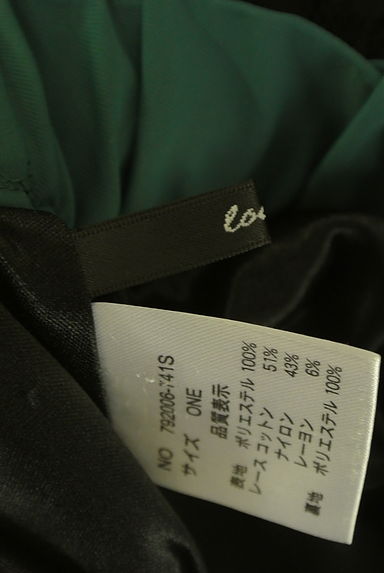 NO 792006-741S
サイズ ONE
品質表示
表地 ポリエステル 100%
レース コットン 51%
ナイロン 43%
レーヨン 6%
裏地 ポリエステル 100%